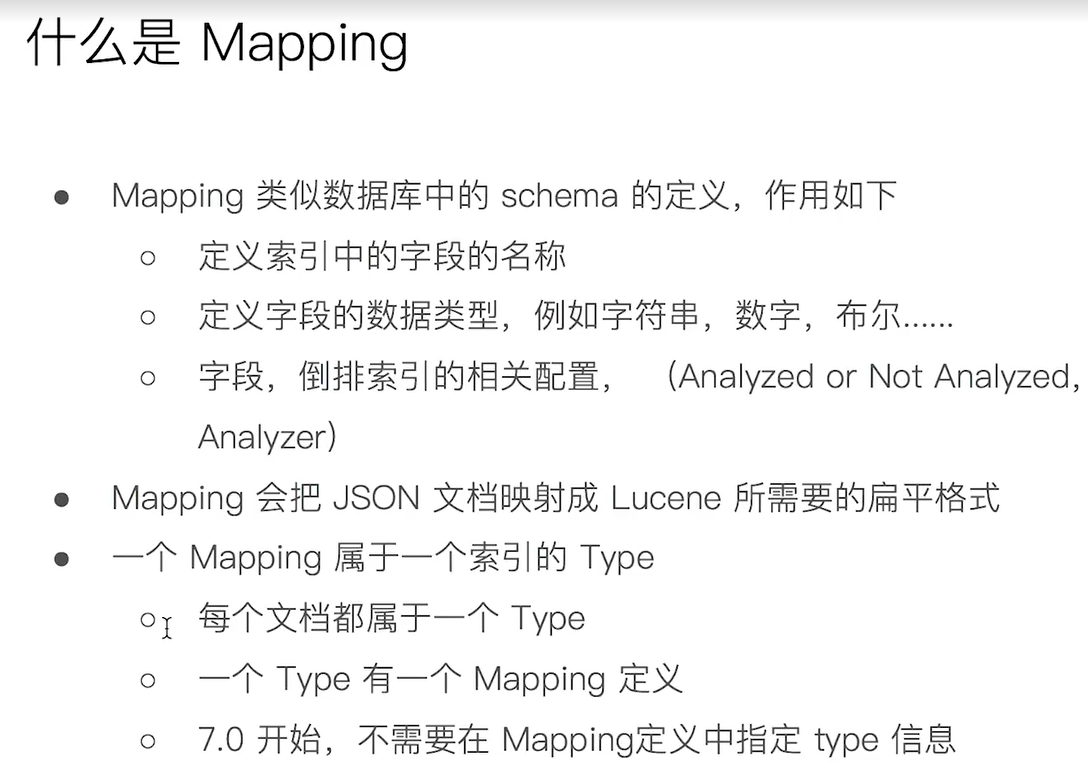 什么是 Mapping
● Mapping 类似数据库中的 schema 的定义，作用如下
○ 定义索引中的字段的名称
○ 定义字段的数据类型，例如字符串，数字，布尔......
○ 字段，倒排索引的相关配置，（Analyzed or Not Analyzed,
Analyzer）
● Mapping 会把 JSON 文档映射成 Lucene 所需要的扁平格式
● 一个 Mapping 属于一个索引的 Type
○ 每个文档都属于一个 Type
○ 一个 Type 有一个 Mapping 定义
○ 7.0 开始，不需要在 Mapping定义中指定 type 信息